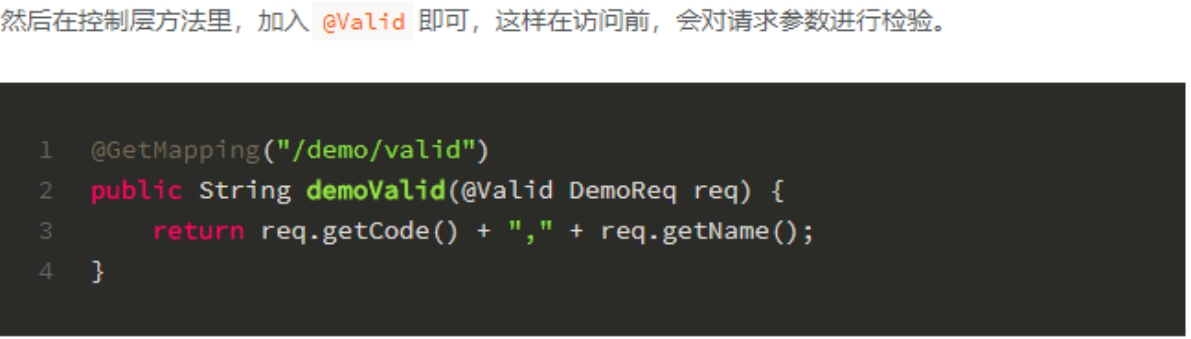 然后在控制层方法里，加入 @Valid 即可，这样在访问前，会对请求参数进行检验。
1 @GetMapping("/demo/valid")
2 public String demoValid(@Valid DemoReq req) {
3     return req.getCode() + "," + req.getName();
4 }